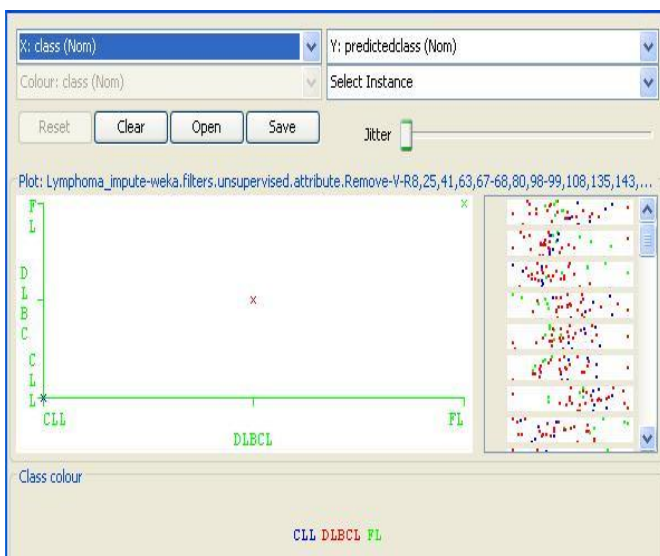 X: class (Nom)
Y: predictedclass (Nom)
Colour: class (Nom)
Select Instance
Reset
Clear
Open
Save
Jitter
Plot: Lymphoma_impute-weka.filters.unsupervised.attribute.Remove-V-R8,25,41,63,67-68,80,98-99,108,135,143,...
F
L
D
L
B
C
C
L
L
CLL
DLBCL
FL
Class colour
CLL DLBCL FL